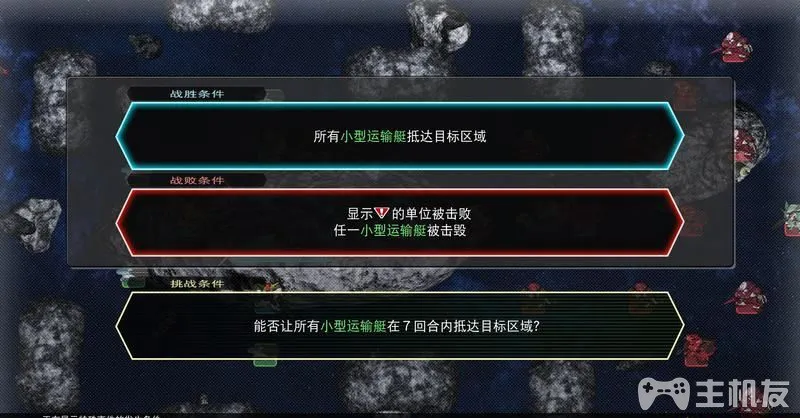 战胜条件
所有小型运输艇抵达目标区域
战败条件
显示!的单位被击败
任一小型运输艇被击毁
挑战条件
能否让所有小型运输艇在7回合内抵达目标区域?
主机友